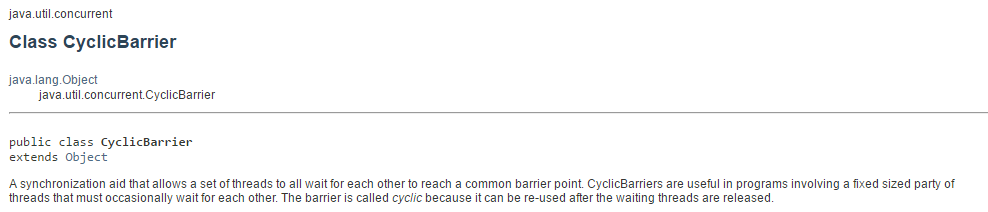 java.util.concurrent
Class CyclicBarrier
java.lang.Object
java.util.concurrent.CyclicBarrier
public class CyclicBarrier
extends Object
A synchronization aid that allows a set of threads to all wait for each other to reach a common barrier point. CyclicBarriers are useful in programs involving a fixed sized party of
threads that must occasionally wait for each other. The barrier is called cyclic because it can be re-used after the waiting threads are released.